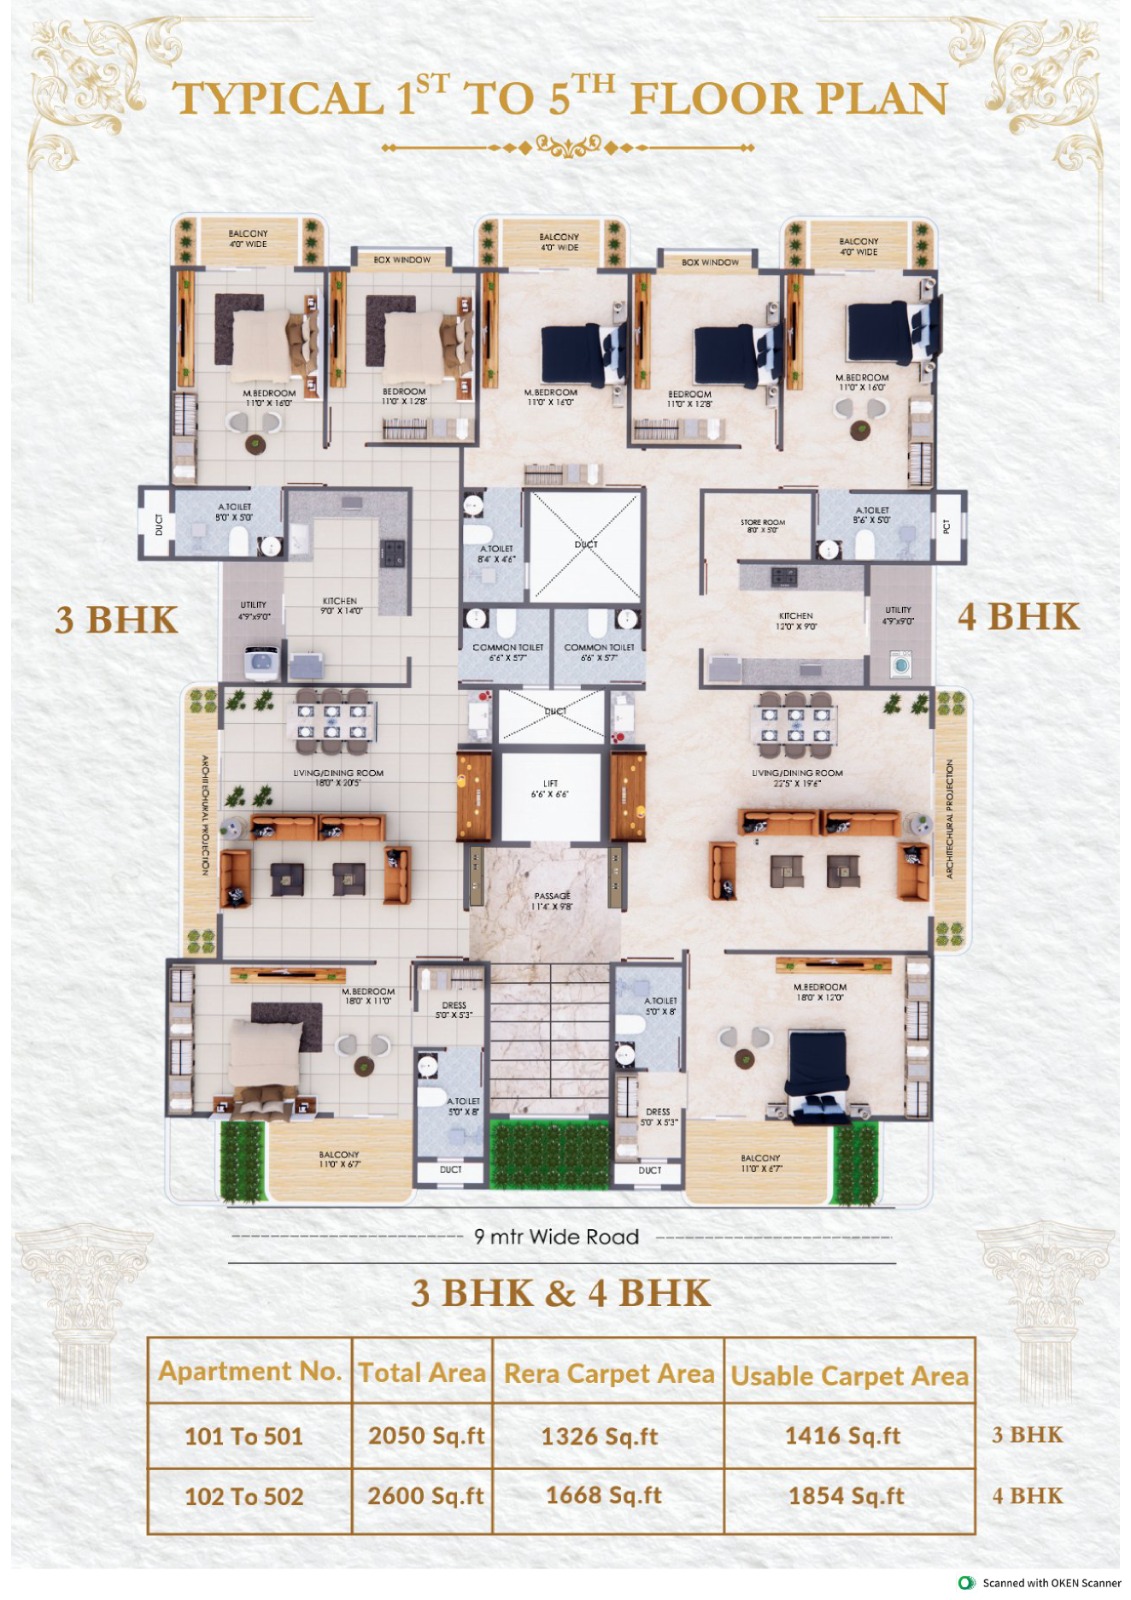 TYPICAL 1ST TO 5TH FLOOR PLAN
BALCONY
4'0" WIDE
BOX WINDOW
BALCONY
4'0" WIDE
BOX WINDOW
BALCONY
4'0" WIDE
M.BEDROOM
11'0" X 16'0"
BEDROOM
11'0" X 12'8"
M.BEDROOM
11'0" X 16'0"
BEDROOM
11'0" X 12'8"
M.BEDROOM
11'0" X 16'0"
DUCT
A.TOILET
8'0" X 5'0"
A.TOILET
8'4" X 4'6"
DUCT
STORE ROOM
8'0" X 5'0"
A.TOILET
8'6" X 5'0"
3 BHK
UTILITY
4'9"x9'0"
KITCHEN
9'0" X 14'0"
COMMON TOILET
6'6" X 5'7"
COMMON TOILET
6'6" X 5'7"
KITCHEN
12'0" X 9'0"
UTILITY
4'9"x9'0"
4 BHK
DUCT
ARCHITECHURAL PROJECTION
LIVING/DINING ROOM
18'0" X 20'5"
LIFT
6'6" X 6'6"
LIVING/DINING ROOM
22'5" X 19'6"
ARCHITECHURAL PROJECTION
PASSAGE
11'4" X 9'8"
M.BEDROOM
18'0" X 11'0"
DRESS
5'0" X 5'3"
A.TOILET
5'0" X 8'
M.BEDROOM
18'0" X 12'0"
A.TOILET
5'0" X 8'
DRESS
5'0" X 5'3"
BALCONY
11'0" X 6'7"
DUCT
DUCT
BALCONY
11'0" X 6'7"
9 mtr Wide Road
3 BHK & 4 BHK
Apartment No. Total Area Rera Carpet Area Usable Carpet Area
101 To 501 2050 Sq.ft 1326 Sq.ft 1416 Sq.ft 3 BHK
102 To 502 2600 Sq.ft 1668 Sq.ft 1854 Sq.ft 4 BHK
Scanned with OKEN Scanner